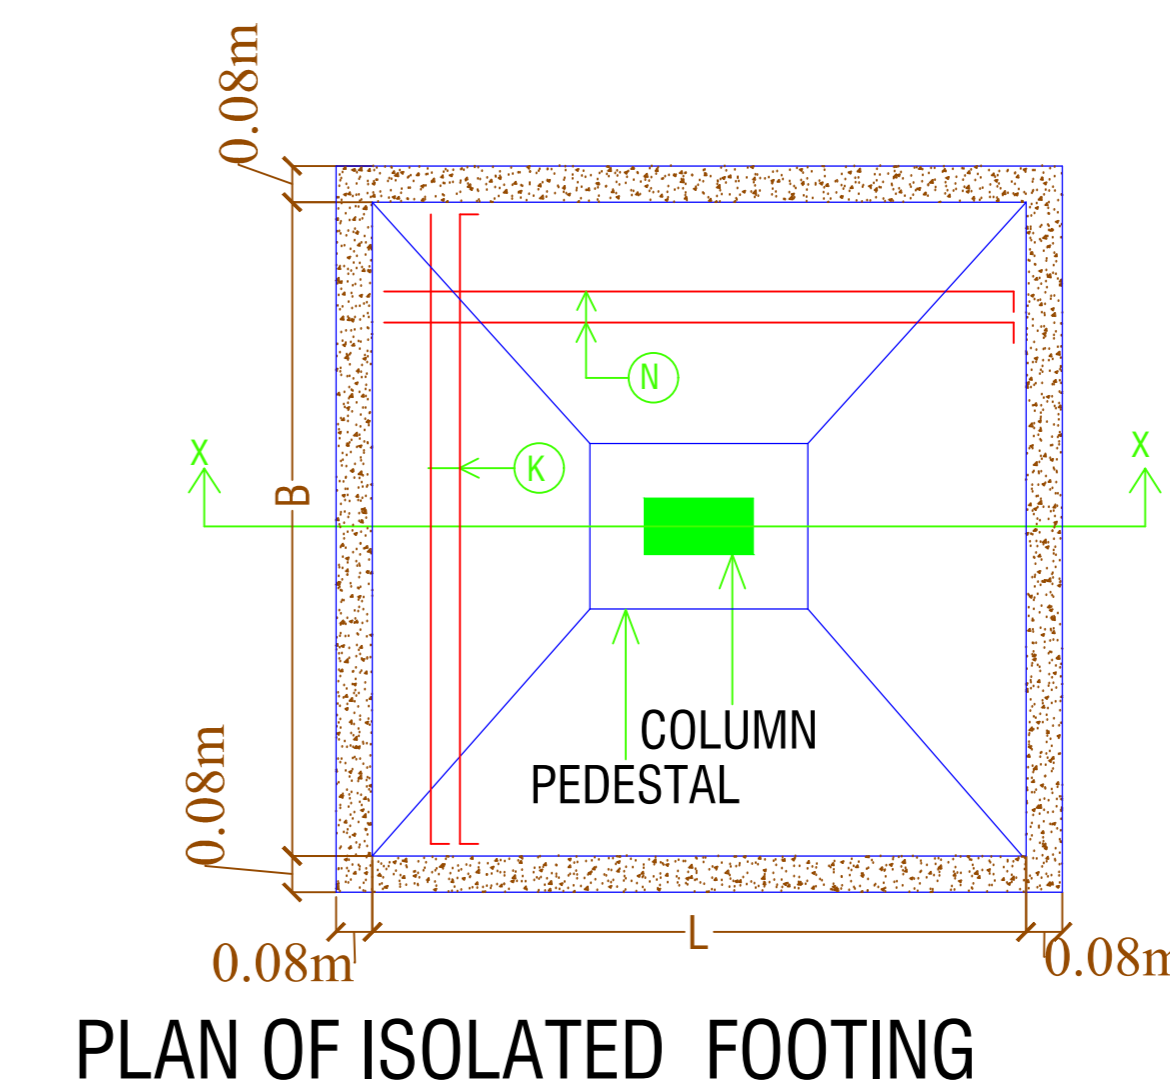 0.08m
N
X
X
K
B
COLUMN
PEDESTAL
0.08m
L
0.08m
0.08m
PLAN OF ISOLATED FOOTING